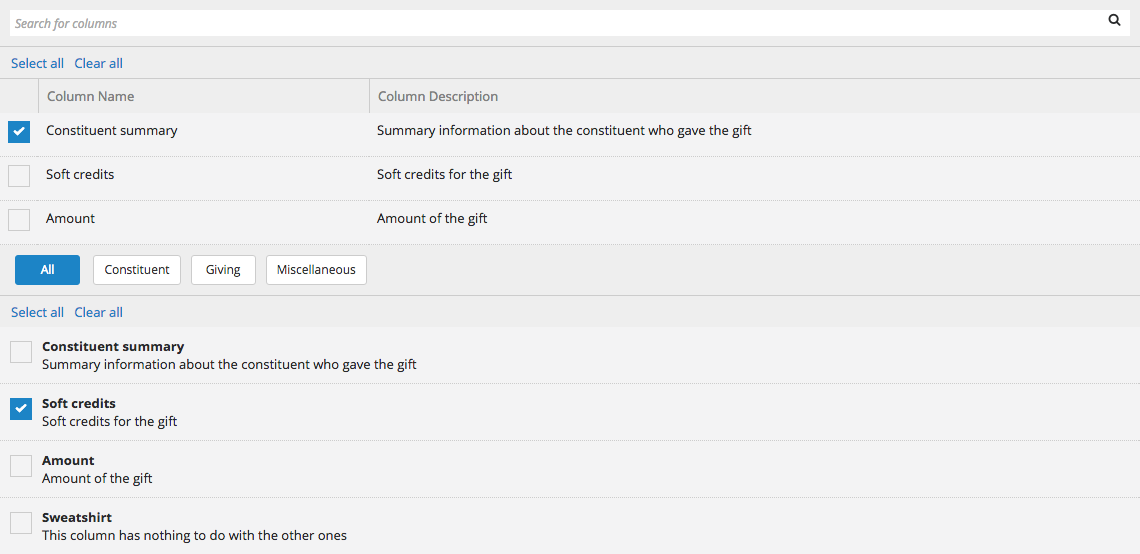 Search for columns
Select all Clear all
Column Name Column Description
Constituent summary Summary information about the constituent who gave the gift
Soft credits Soft credits for the gift
Amount Amount of the gift
All Constituent Giving Miscellaneous
Select all Clear all
Constituent summary
Summary information about the constituent who gave the gift
Soft credits
Soft credits for the gift
Amount
Amount of the gift
Sweatshirt
This column has nothing to do with the other ones